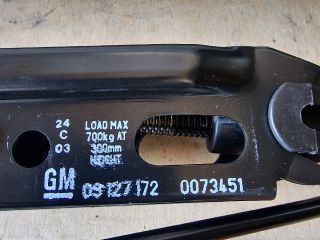 24
C
03
LOAD MAX
700kg AT
300mm
HEIGHT
GM 09127172 0073451